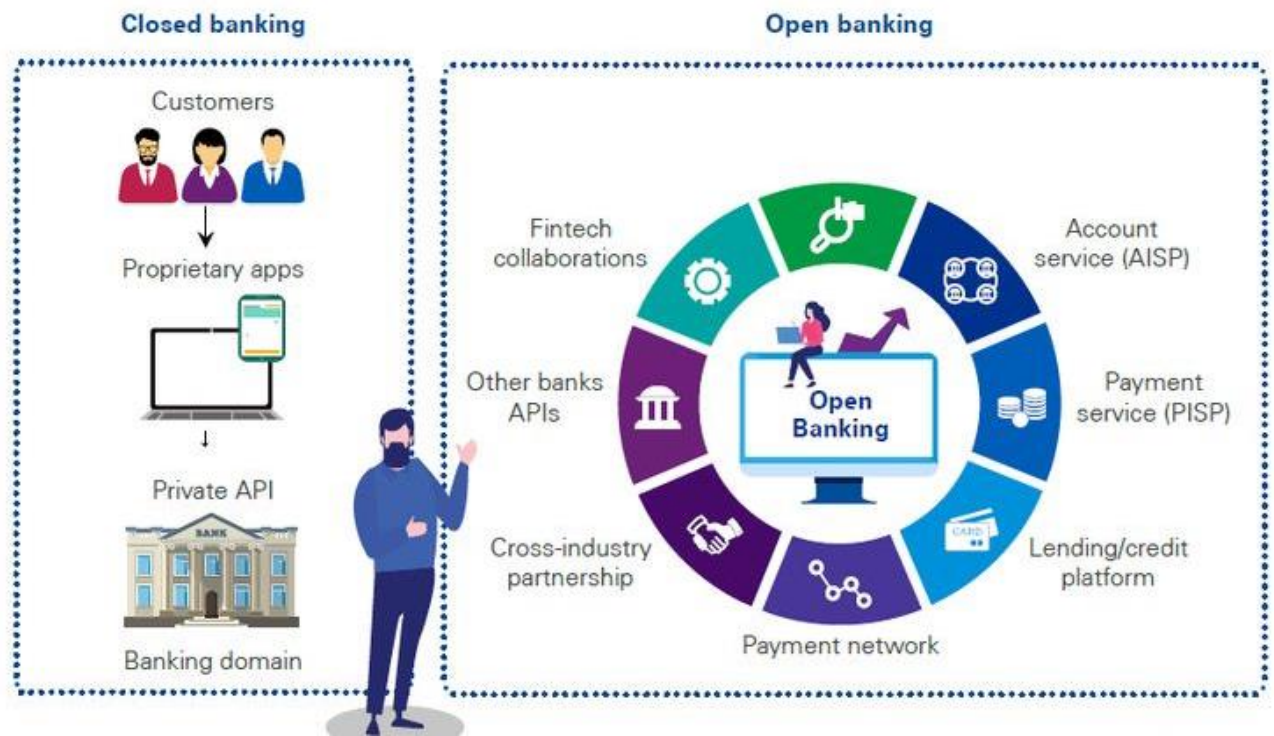 Closed banking
Customers
Proprietary apps
Private API
BANK
Banking domain
Open banking
Fintech
collaborations
Account
service (AISP)
Other banks
APIs
Open
Banking
Payment
service (PISP)
CARD
Cross-industry
partnership
Lending/credit
platform
Payment network